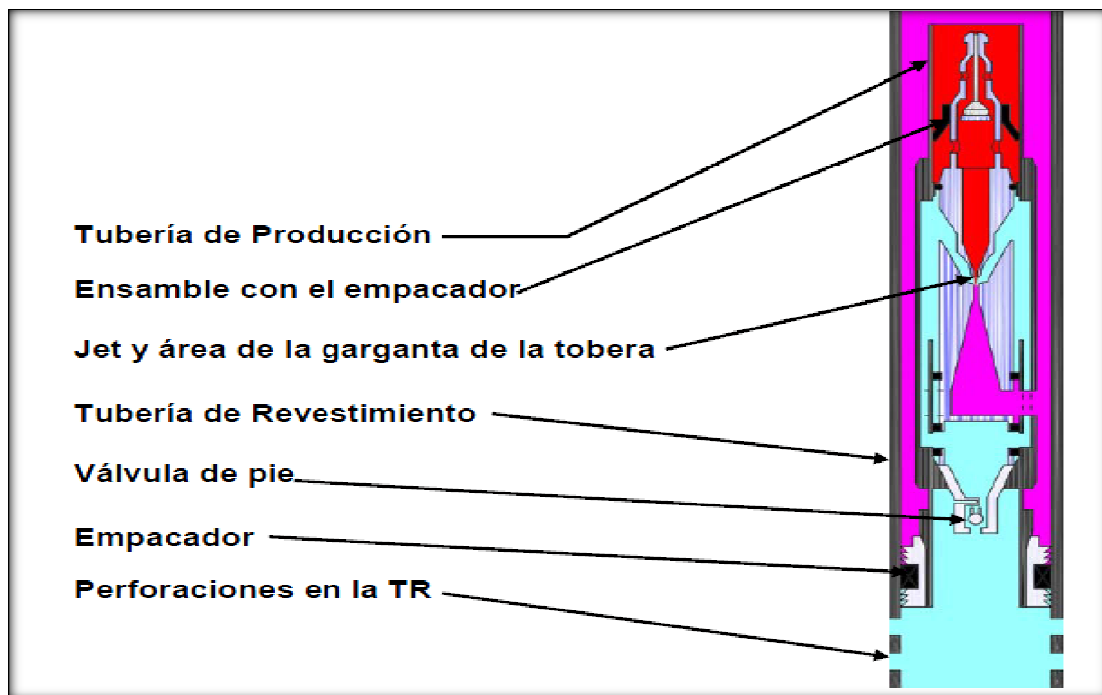 Tubería de Producción
Ensamble con el empacador
Jet y área de la garganta de la tobera
Tubería de Revestimiento
Válvula de pie
Empacador
Perforaciones en la TR